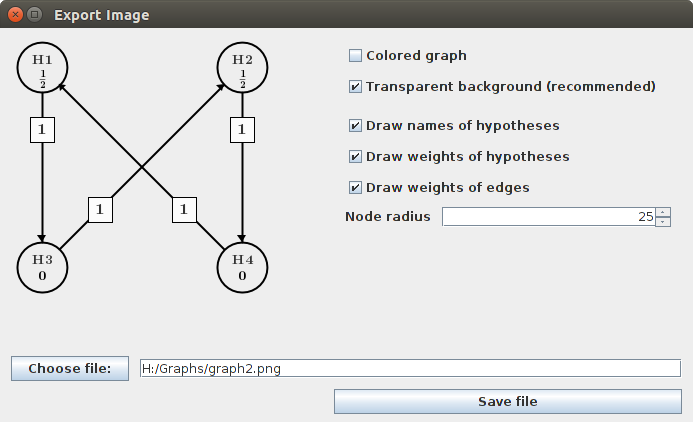 Export Image
H1
1/2
H2
1/2
1
1
1
1
H3
0
H4
0
Colored graph
Transparent background (recommended)
Draw names of hypotheses
Draw weights of hypotheses
Draw weights of edges
Node radius 25
Choose file: H:/Graphs/graph2.png
Save file